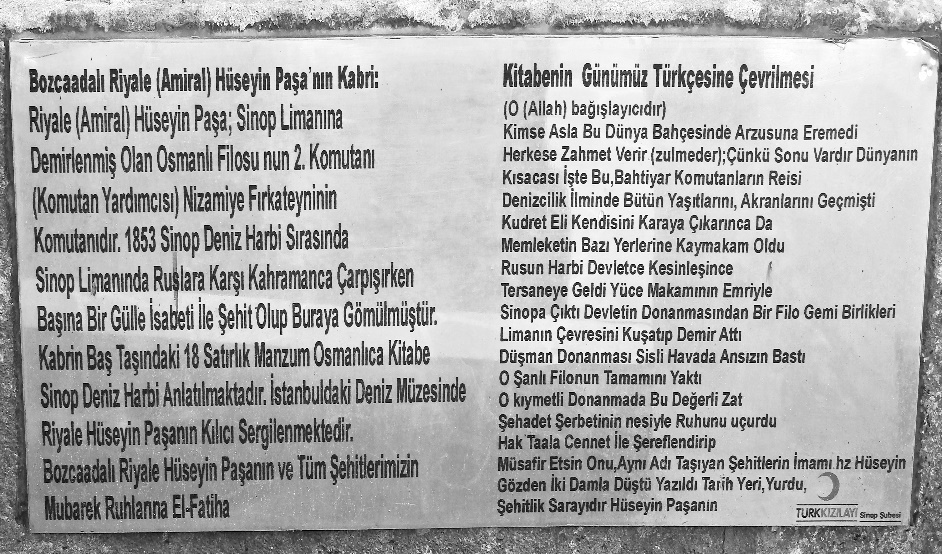 Bozcaadalı Riyale (Amiral) Hüseyin Paşa'nın Kabri:
Riyale (Amiral) Hüseyin Paşa; Sinop Limanına
Demirlenmiş Olan Osmanlı Filosu nun 2. Komutanı
(Komutan Yardımcısı) Nizamiye Fırkateyninin
Komutanıdır. 1853 Sinop Deniz Harbi Sırasında
Sinop Limanında Ruslara Karşı Kahramanca Çarpışırken
Başına Bir Gülle İsabeti İle Şehit Olup Buraya Gömülmüştür.
Kabrin Baş Taşındaki 18 Satırlık Manzum Osmanlıca Kitabe
Sinop Deniz Harbi Anlatılmaktadır. İstanbuldaki Deniz Müzesinde
Riyale Hüseyin Paşanın Kılıcı Sergilenmektedir.
Bozcaadalı Riyale Hüseyin Paşanın ve Tüm Şehitlerimizin
Mubarek Ruhlarına El-Fatiha
Kitabenin Günümüz Türkçesine Çevrilmesi
(O (Allah) bağışlayıcıdır)
Kimse Asla Bu Dünya Bahçesinde Arzusuna Eremedi
Herkese Zahmet Verir (zulmeder);Çünkü Sonu Vardır Dünyanın
Kısacası İşte Bu,Bahtiyar Komutanların Reisi
Denizcilik İlminde Bütün Yaşıtlarını, Akranlarını Geçmişti
Kudret Eli Kendisini Karaya Çıkarınca Da
Memleketin Bazı Yerlerine Kaymakam Oldu
Rusun Harbi Devletce Kesinleşince
Tersaneye Geldi Yüce Makamının Emriyle
Sinopa Çıktı Devletin Donanmasından Bir Filo Gemi Birlikleri
Limanın Çevresini Kuşatıp Demir Attı
Düşman Donanması Sisli Havada Ansızın Bastı
O Şanlı Filonun Tamamını Yaktı
O kıymetli Donanmada Bu Değerli Zat
Şehadet Şerbetinin neşiyle Ruhunu uçurdu
Hak Taala Cennet İle Şereflendirip
Müsafir Etsin Onu,Aynı Adı Taşıyan Şehitlerin İmamı hz Hüseyin
Gözden İki Damla Düştü Yazıldı Tarih Yeri,Yurdu,
Şehitlik Sarayıdır Hüseyin Paşanın
TÜRKKIZILAYI Sinop Şubesi